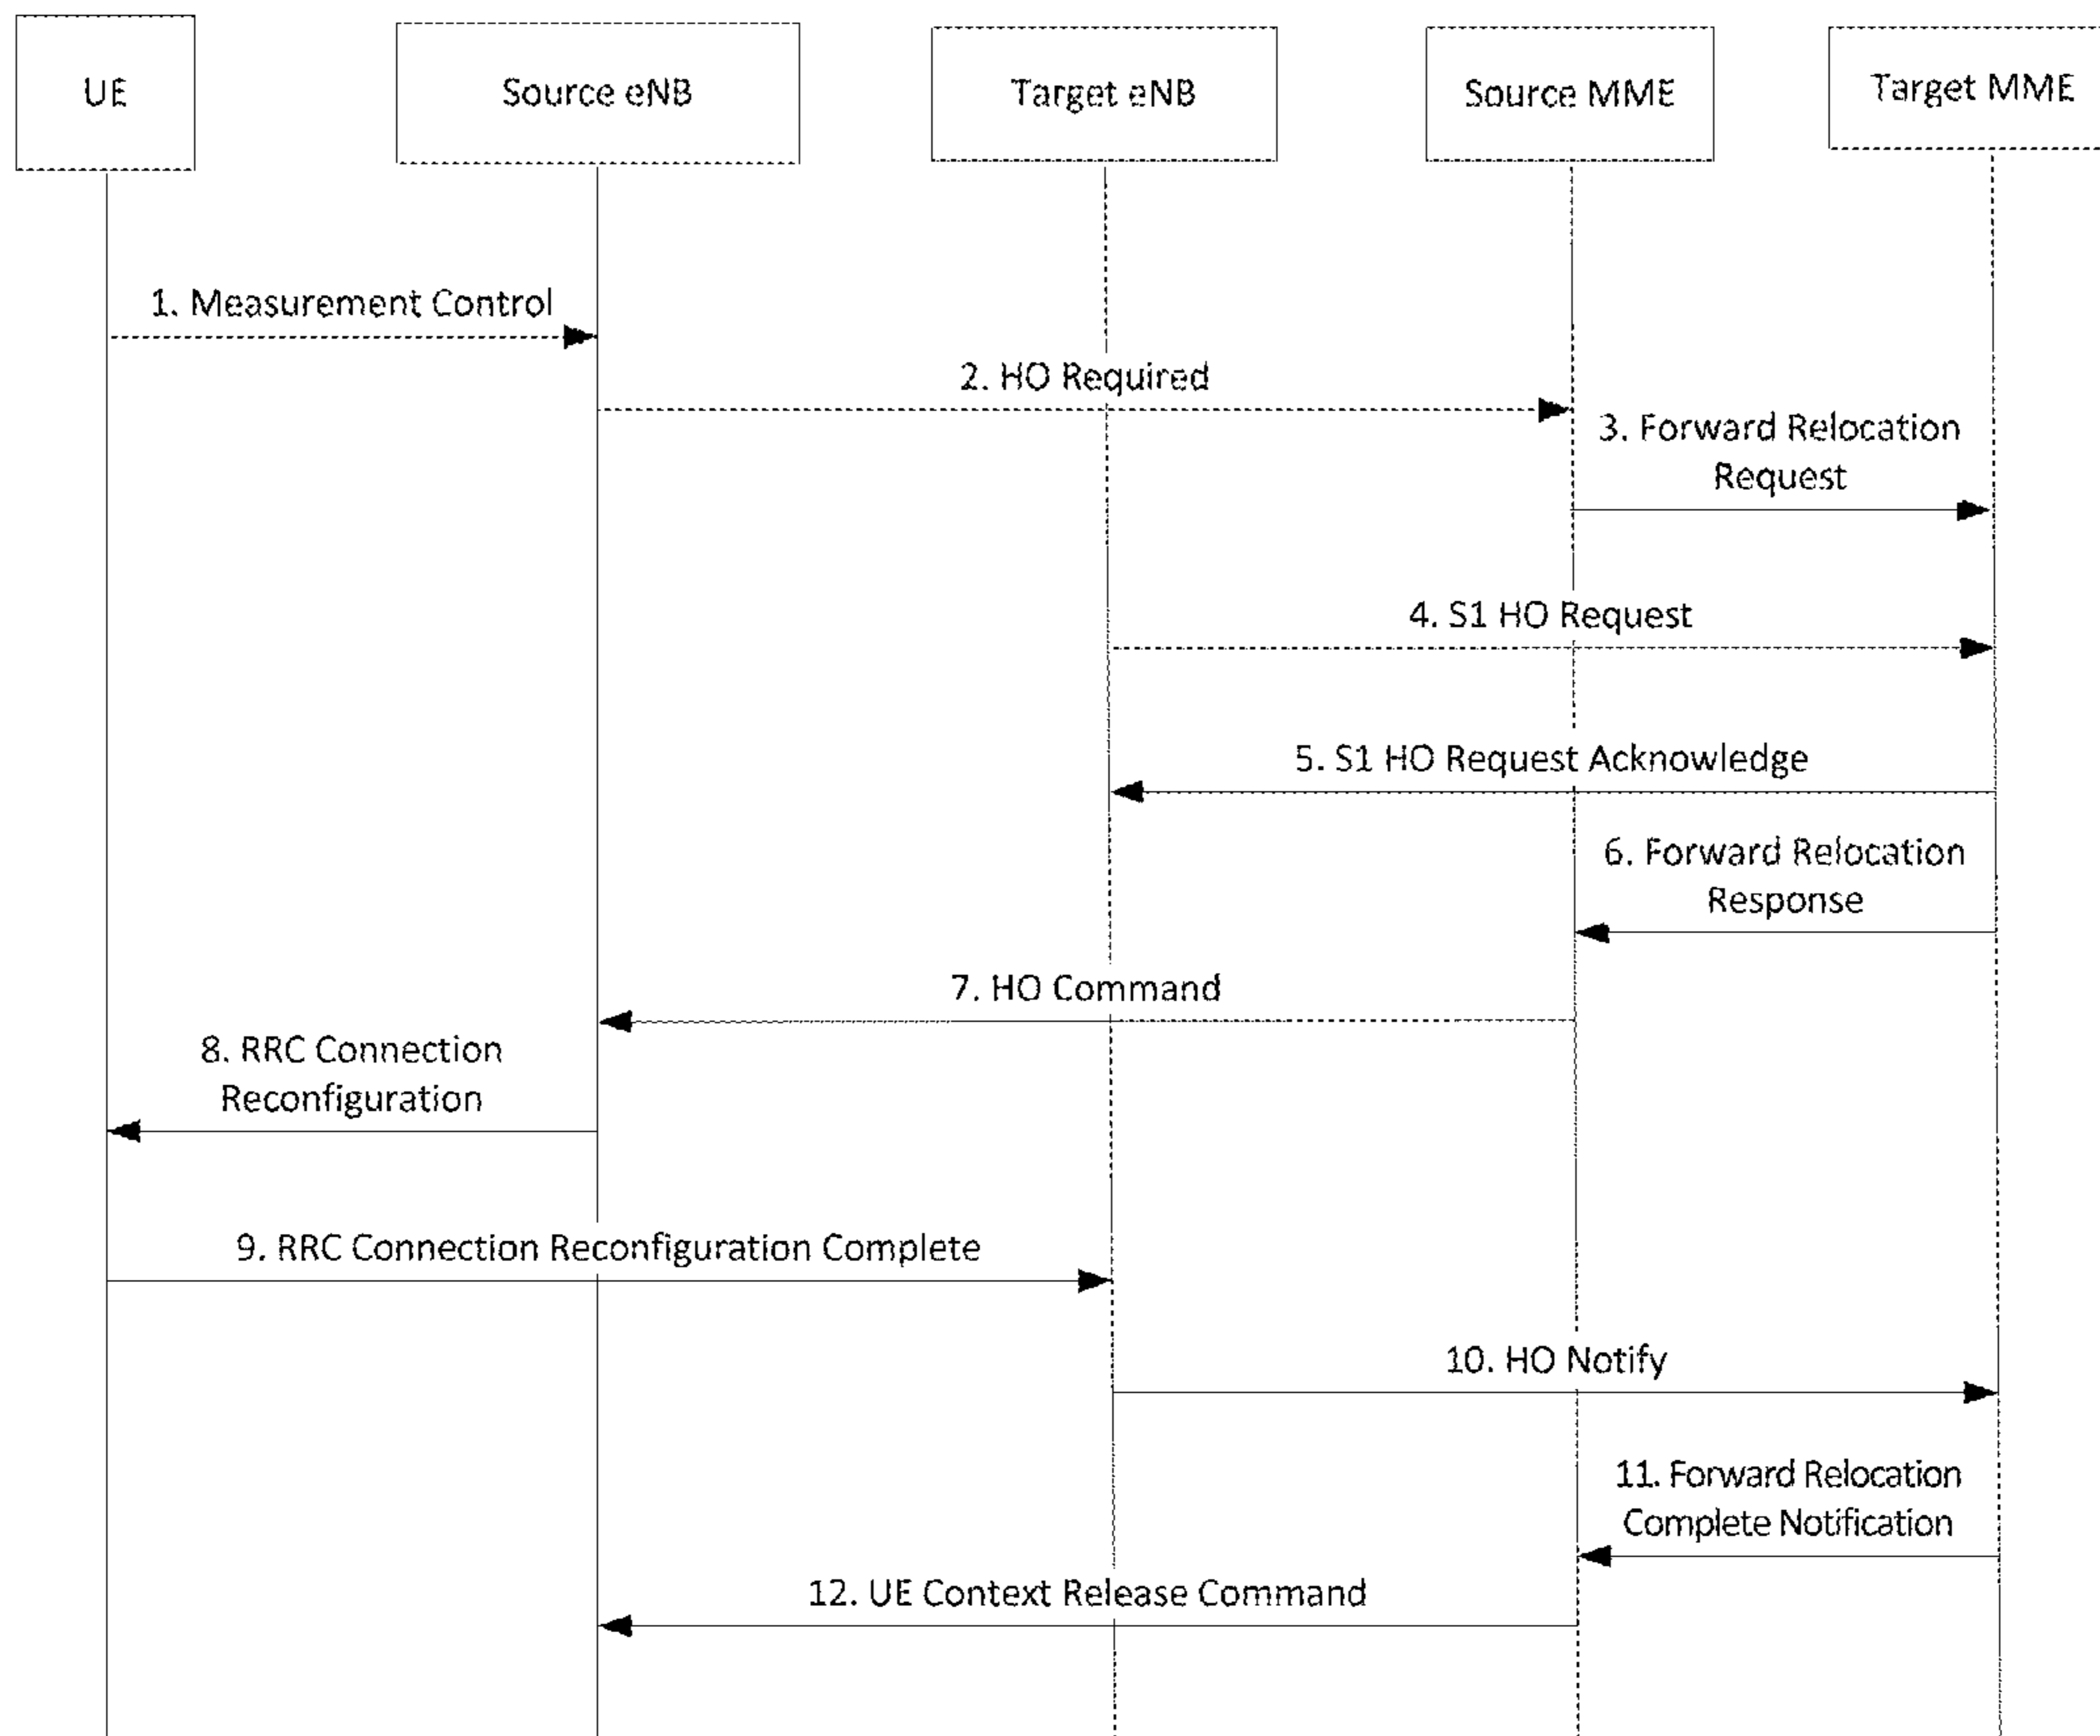 UE
Source eNB
Target eNB
Source MME
Target MME
1. Measurement Control
2. HO Required
3. Forward Relocation
Request
4. S1 HO Request
5. S1 HO Request Acknowledge
6. Forward Relocation
Response
7. HO Command
8. RRC Connection
Reconfiguration
9. RRC Connection Reconfiguration Complete
10. HO Notify
11. Forward Relocation
Complete Notification
12. UE Context Release Command